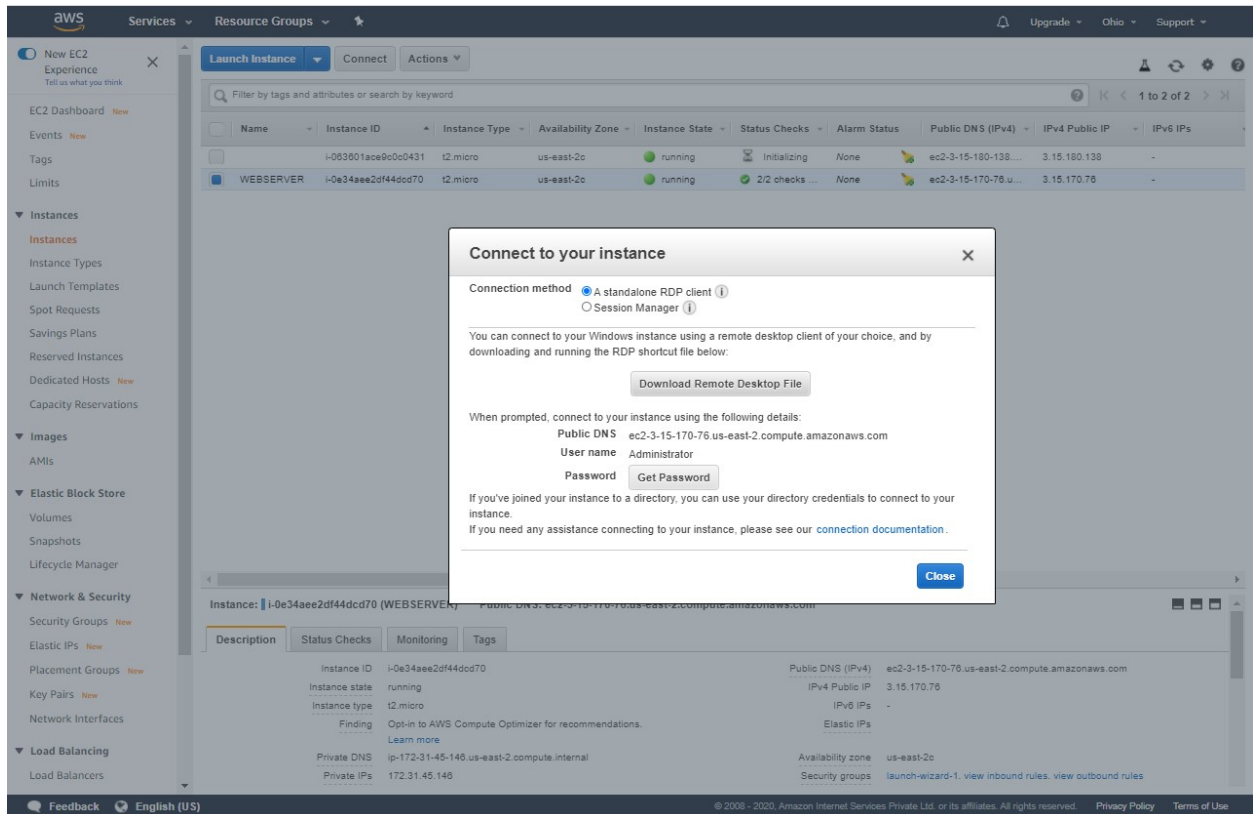 aws Services Resource Groups Upgrade Ohio Support
New EC2
Experience
Tell us what you think
EC2 Dashboard New
Events New
Tags
Limits
Instances
Instances
Instance Types
Launch Templates
Spot Requests
Savings Plans
Reserved Instances
Dedicated Hosts New
Capacity Reservations
Images
AMIs
Elastic Block Store
Volumes
Snapshots
Lifecycle Manager
Network & Security
Security Groups New
Elastic IPs New
Placement Groups New
Key Pairs New
Network Interfaces
Load Balancing
Load Balancers
Launch Instance Connect Actions
Filter by tags and attributes or search by keyword 1 to 2 of 2
Name Instance ID Instance Type Availability Zone Instance State Status Checks Alarm Status Public DNS (IPv4) IPv4 Public IP IPv6 IPs
i-063601ace9c0c0431 t2.micro us-east-2c running Initializing None ec2-3-15-180-138.... 3.15.180.138 -
WEBSERVER i-0e34aee2df44dcd70 t2.micro us-east-2c running 2/2 checks ... None ec2-3-15-170-76.u... 3.15.170.76 -
Connect to your instance
Connection method A standalone RDP client
Session Manager
You can connect to your Windows instance using a remote desktop client of your choice, and by
downloading and running the RDP shortcut file below:
Download Remote Desktop File
When prompted, connect to your instance using the following details:
Public DNS ec2-3-15-170-76.us-east-2.compute.amazonaws.com
User name Administrator
Password Get Password
If you've joined your instance to a directory, you can use your directory credentials to connect to your
instance.
If you need any assistance connecting to your instance, please see our connection documentation.
Close
Instance: i-0e34aee2df44dcd70 (WEBSERVER) Public DNS: ec2-3-15-170-76.us-east-2.compute.amazonaws.com
Description Status Checks Monitoring Tags
Instance ID i-0e34aee2df44dcd70 Public DNS (IPv4) ec2-3-15-170-76.us-east-2.compute.amazonaws.com
Instance state running IPv4 Public IP 3.15.170.76
Instance type t2.micro IPv6 IPs -
Finding Opt-in to AWS Compute Optimizer for recommendations. Elastic IPs
Learn more
Private DNS ip-172-31-45-146.us-east-2.compute.internal Availability zone us-east-2c
Private IPs 172.31.45.146 Security groups launch-wizard-1. view inbound rules. view outbound rules
Feedback English (US) © 2008 - 2020, Amazon Internet Services Private Ltd. or its affiliates. All rights reserved. Privacy Policy Terms of Use